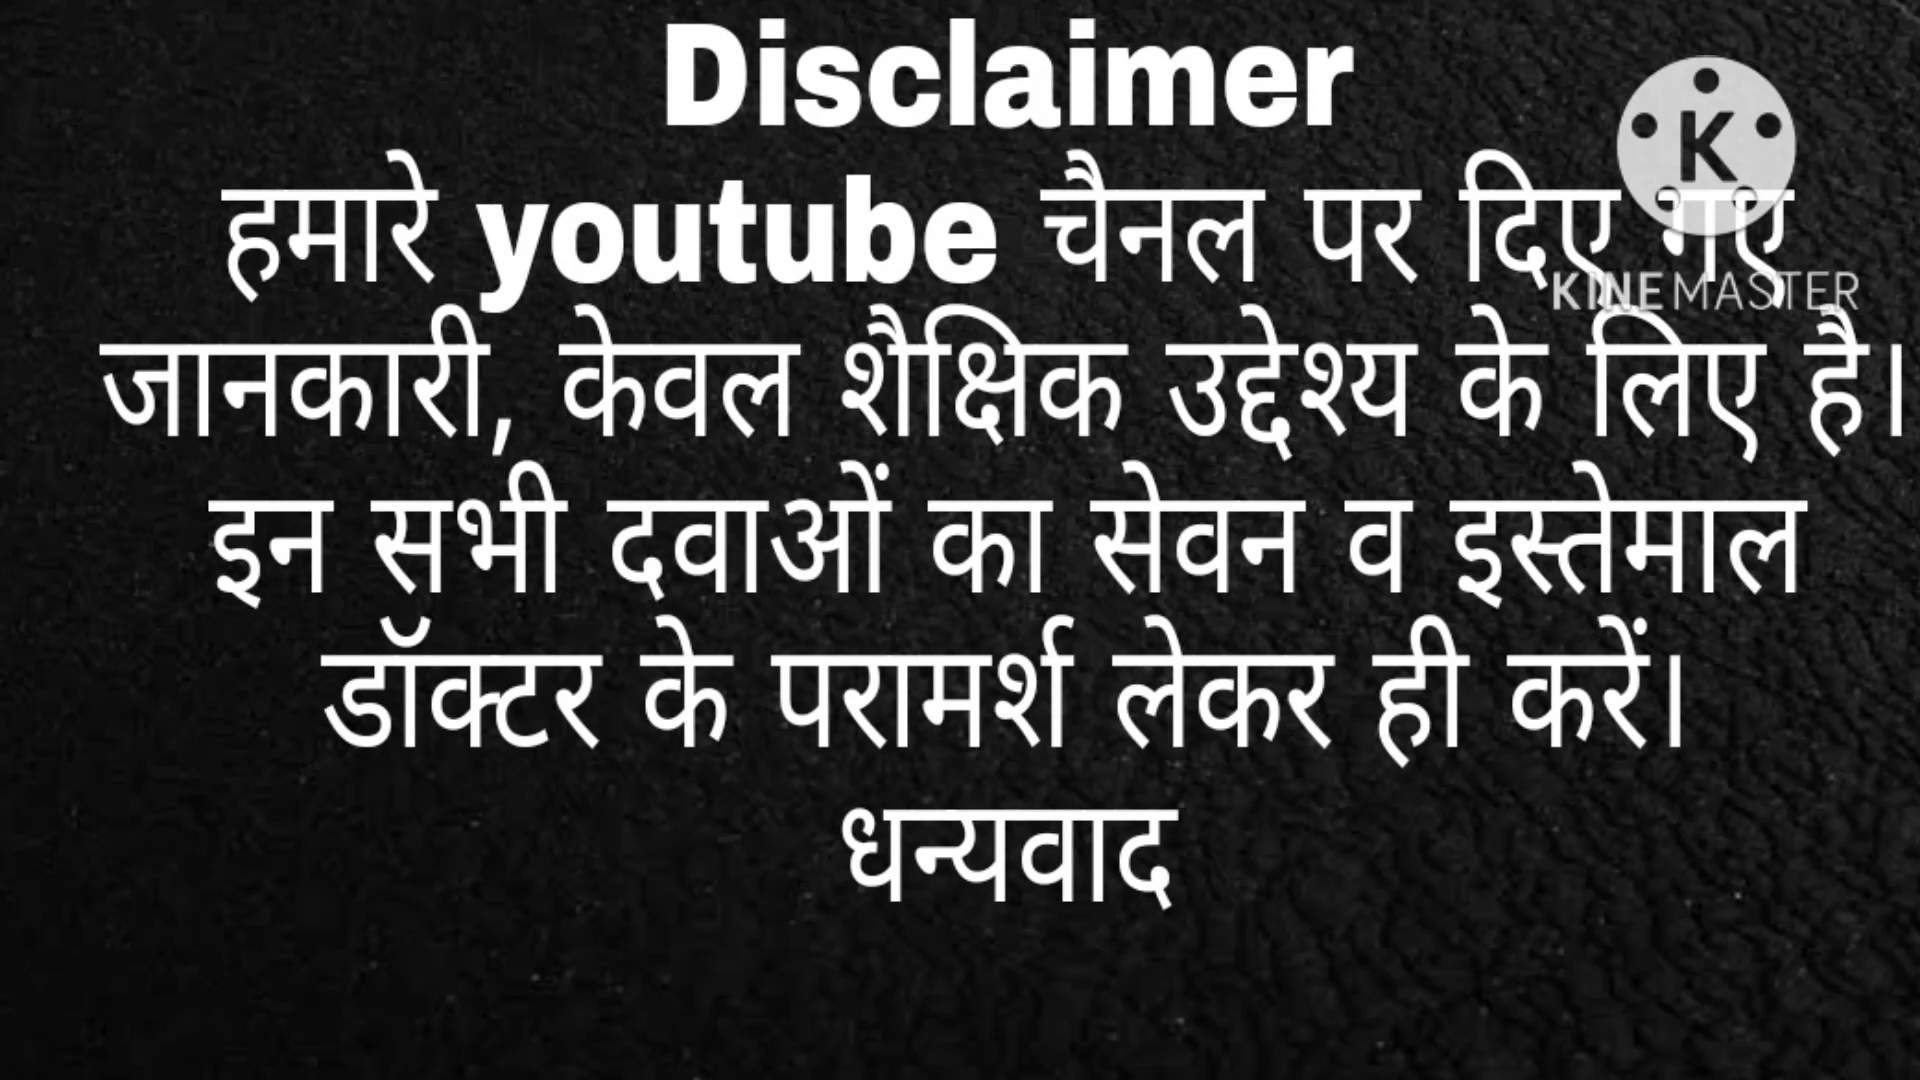 Disclaimer
हमारे youtube चैनल पर दिए गए
जानकारी, केवल शैक्षिक उद्देश्य के लिए है।
इन सभी दवाओं का सेवन व इस्तेमाल
डॉक्टर के परामर्श लेकर ही करें।
धन्यवाद
K
KINEMASTER